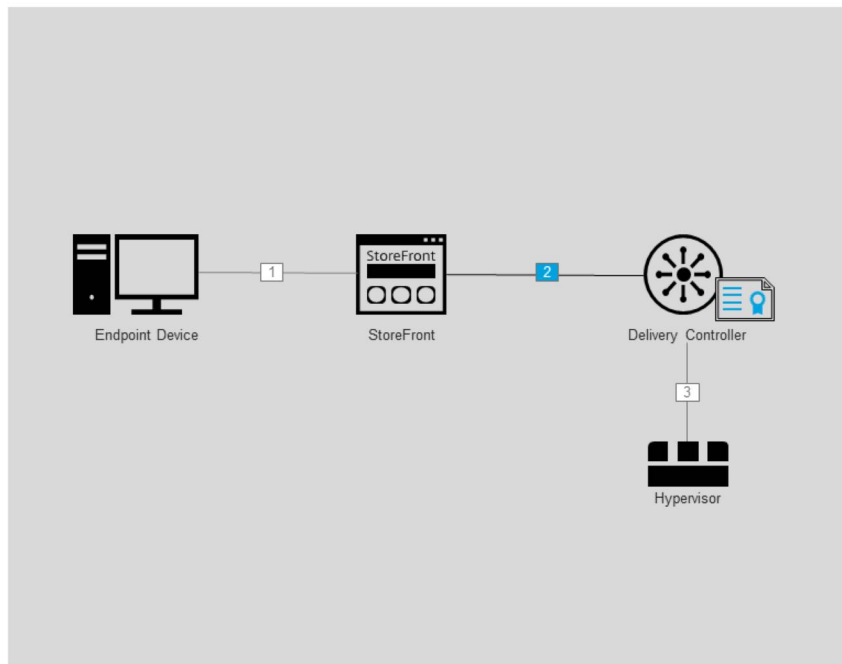 StoreFront
1
2
Endpoint Device
StoreFront
Delivery Controller
3
Hypervisor